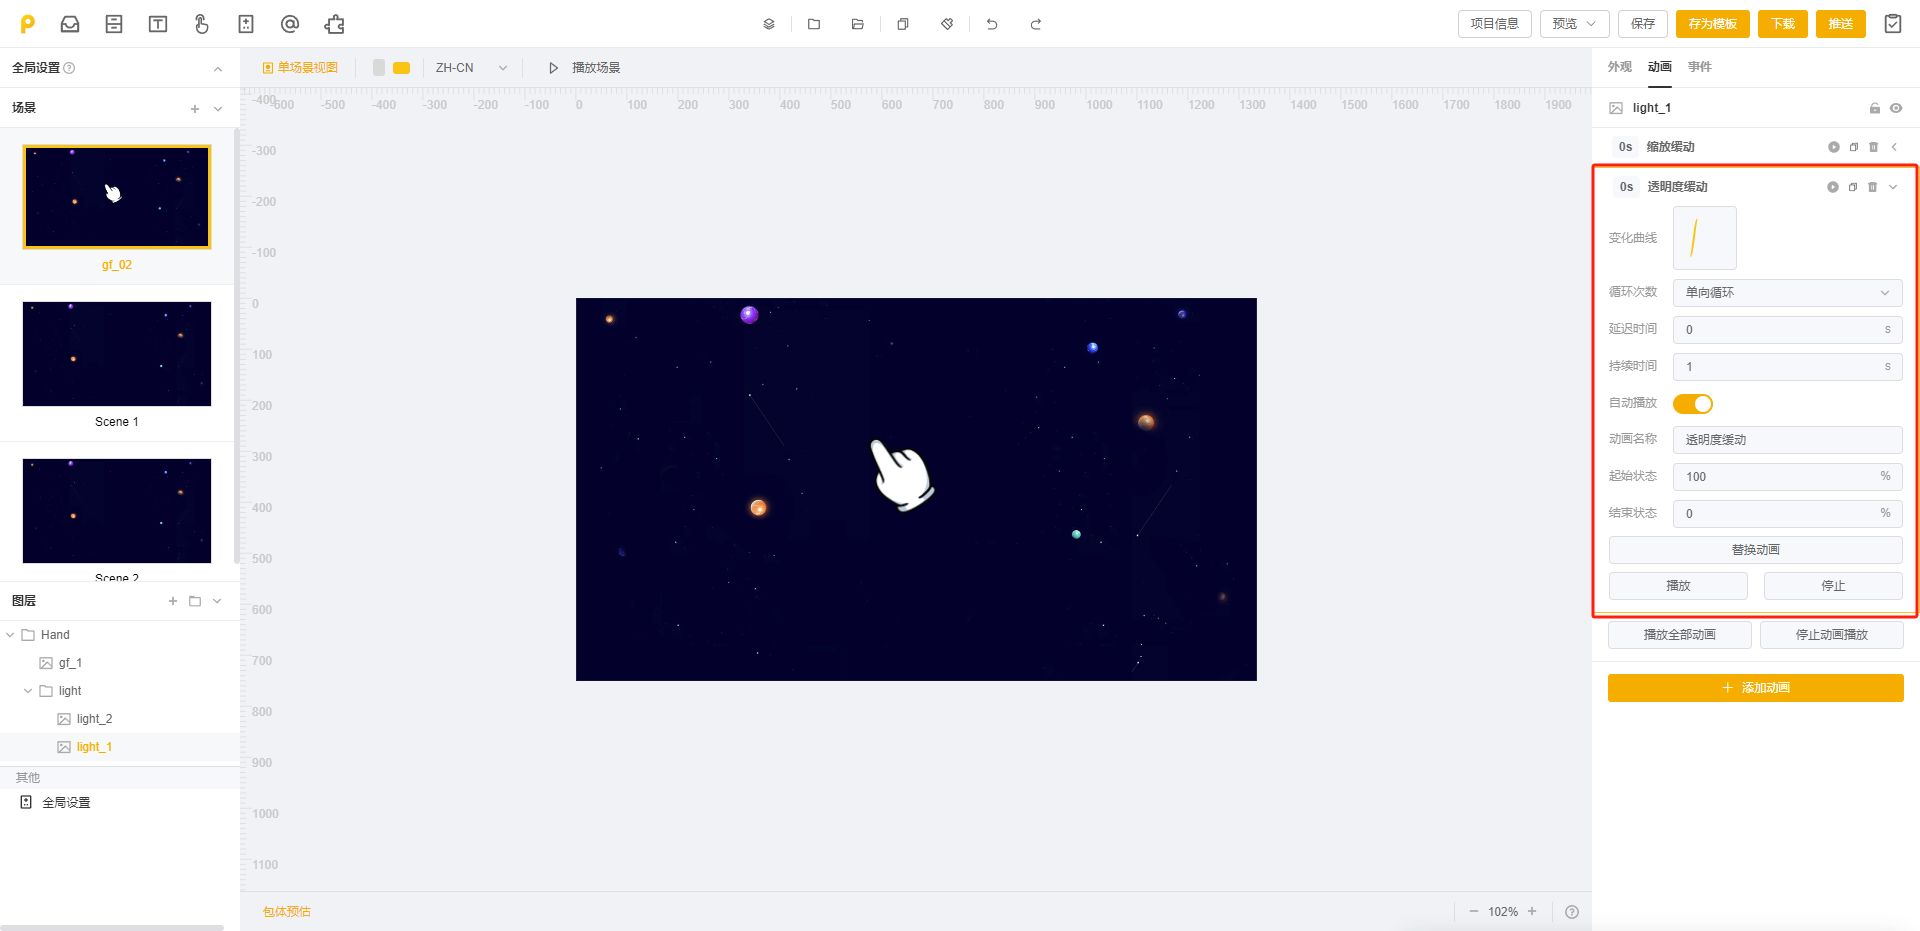 项目信息
预览
保存
存为模板
下载
推送
全局设置
单场景视图
ZH-CN
播放场景
外观 动画 事件
场景
-400
-600 -500 -400 -300 -200 -100 0 100 200 300 400 500 600 700 800 900 1000 1100 1200 1300 1400 1500 1600 1700 1800 1900
light_1
0s 缩放缓动
-300
-200
-100
0
100
200
300
400
500
600
700
800
900
1000
1100
gf_02
Scene 1
Scene 2
0s 透明度缓动
变化曲线
循环次数 单向循环
延迟时间 0 s
持续时间 1 s
自动播放
动画名称 透明度缓动
起始状态 100 %
结束状态 0 %
替换动画
播放 停止
播放全部动画 停止动画播放
+ 添加动画
图层
Hand
gf_1
light
light_2
light_1
其他
全局设置
包体预估
102%